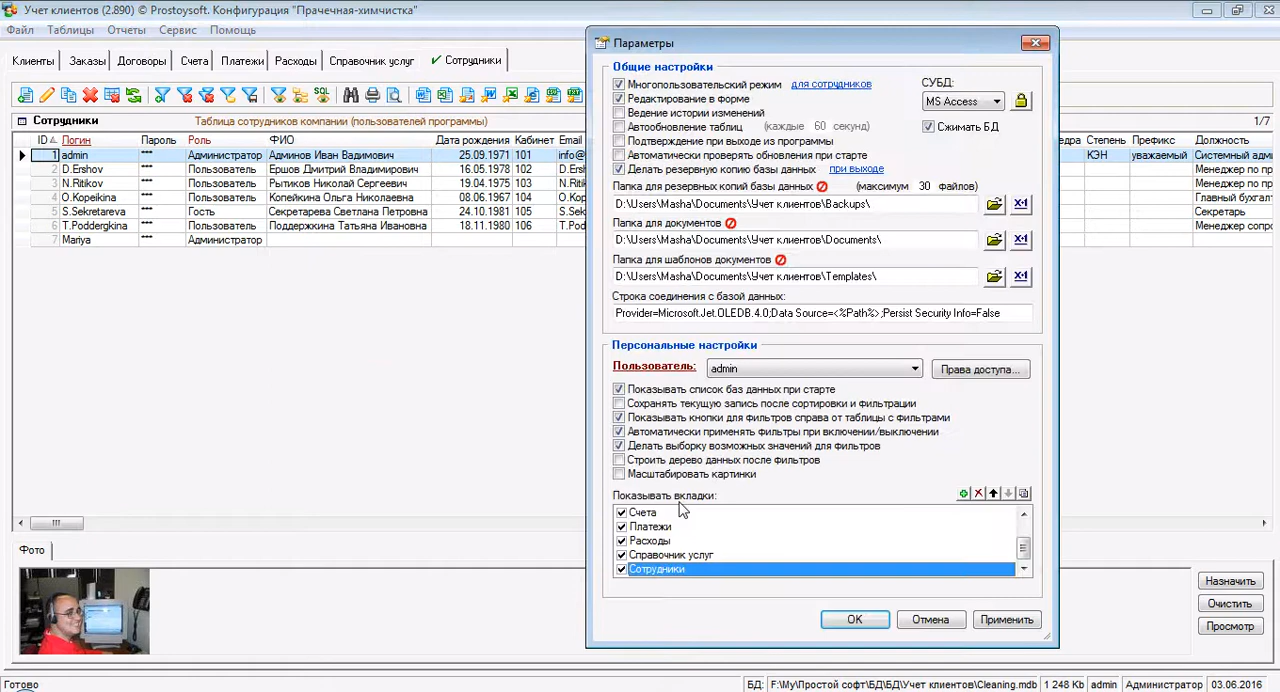 Учет клиентов (2.890) © Prostoysoft. Конфигурация "Прачечная-химчистка"
Файл Таблицы Отчеты Сервис Помощь
Клиенты Заказы Договоры Счета Платежи Расходы Справочник услуг Сотрудники
SQL
Сотрудники Таблица сотрудников компании (пользователей программы) 1/7
ID Логин Пароль Роль ФИО Дата рождения Кабинет Email Степень Префикс Должность
1 admin *** Администратор Админов Иван Вадимович 25.09.1971 101 info@ КЭН уважаемый Системный адми
2 D.Ershov *** Пользователь Ершов Дмитрий Владимирович 16.05.1978 102 D.Ers Менеджер по пр
3 N.Ritikov *** Пользователь Рытиков Николай Сергеевич 19.04.1975 103 N.Rit Менеджер по пр
4 O.Kopeikina *** Пользователь Копейкина Ольга Николаевна 08.06.1967 104 O.Kop Главный бухгалт
5 S.Sekretareva *** Гость Секретарева Светлана Петровна 24.10.1981 105 S.Sek Секретарь
6 T.Poddergkina *** Пользователь Поддержкина Татьяна Ивановна 18.11.1980 106 T.Pod Менеджер сопро
7 Mariya *** Администратор
Параметры
Общие настройки
Многопользовательский режим для сотрудников СУБД:
Редактирование в форме MS Access
Ведение истории изменений
Автообновление таблиц (каждые 60 секунд) Сжимать БД
Подтверждение при выходе из программы
Автоматически проверять обновления при старте
Делать резервную копию базы данных при выходе
Папка для резервных копий базы данных (максимум 30 файлов)
D:\Users\Masha\Documents\Учет клиентов\Backups\
Папка для документов
D:\Users\Masha\Documents\Учет клиентов\Documents\
Папка для шаблонов документов
D:\Users\Masha\Documents\Учет клиентов\Templates\
Строка соединения с базой данных:
Provider=Microsoft.Jet.OLEDB.4.0;Data Source=<%Path%>;Persist Security Info=False
Персональные настройки
Пользователь: admin Права доступа...
Показывать список баз данных при старте
Сохранять текущую запись после сортировки и фильтрации
Показывать кнопки для фильтров справа от таблицы с фильтрами
Автоматически применять фильтры при включении/выключении
Делать выборку возможных значений для фильтров
Строить дерево данных после фильтров
Масштабировать картинки
Показывать вкладки:
Счета
Платежи
Расходы
Справочник услуг
Сотрудники
OK Отмена Применить
Фото
Назначить
Очистить
Просмотр
Готово БД: F:\My\Простой софт\БД\БД\Учет клиентов\Cleaning.mdb 1 248 Kb admin Администратор 03.06.2016